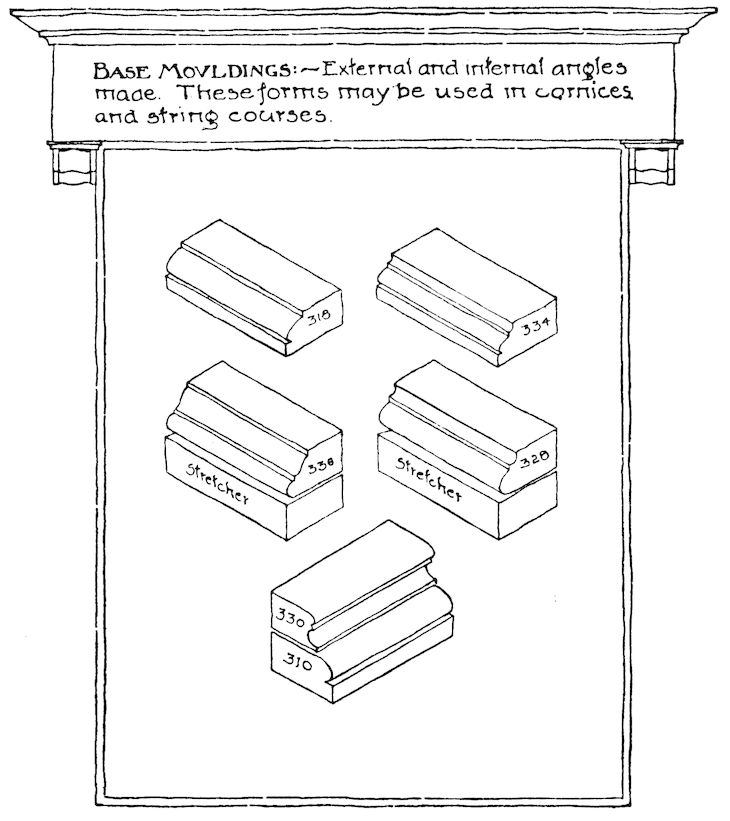 BASE MOVLDINGS:~External and internal angles
made. These forms may be used in cornices
and string courses.
318
334
338
328
Stretcher
Stretcher
330
310